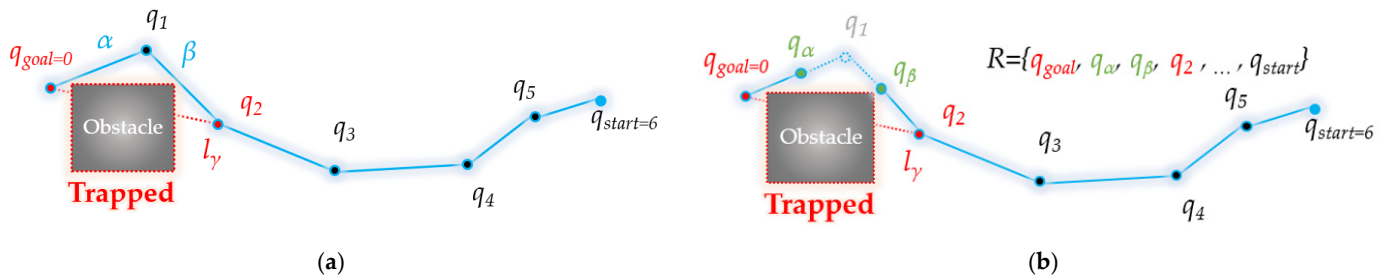 q1
α
β
qgoal=0
Obstacle
q2
lγ
Trapped
q3
q4
q5
qstart=6
(a)
q1
qα
qβ
qgoal=0
R={qgoal, qα, qβ, q2 , ... , qstart}
Obstacle
q2
lγ
Trapped
q3
q4
q5
qstart=6
(b)